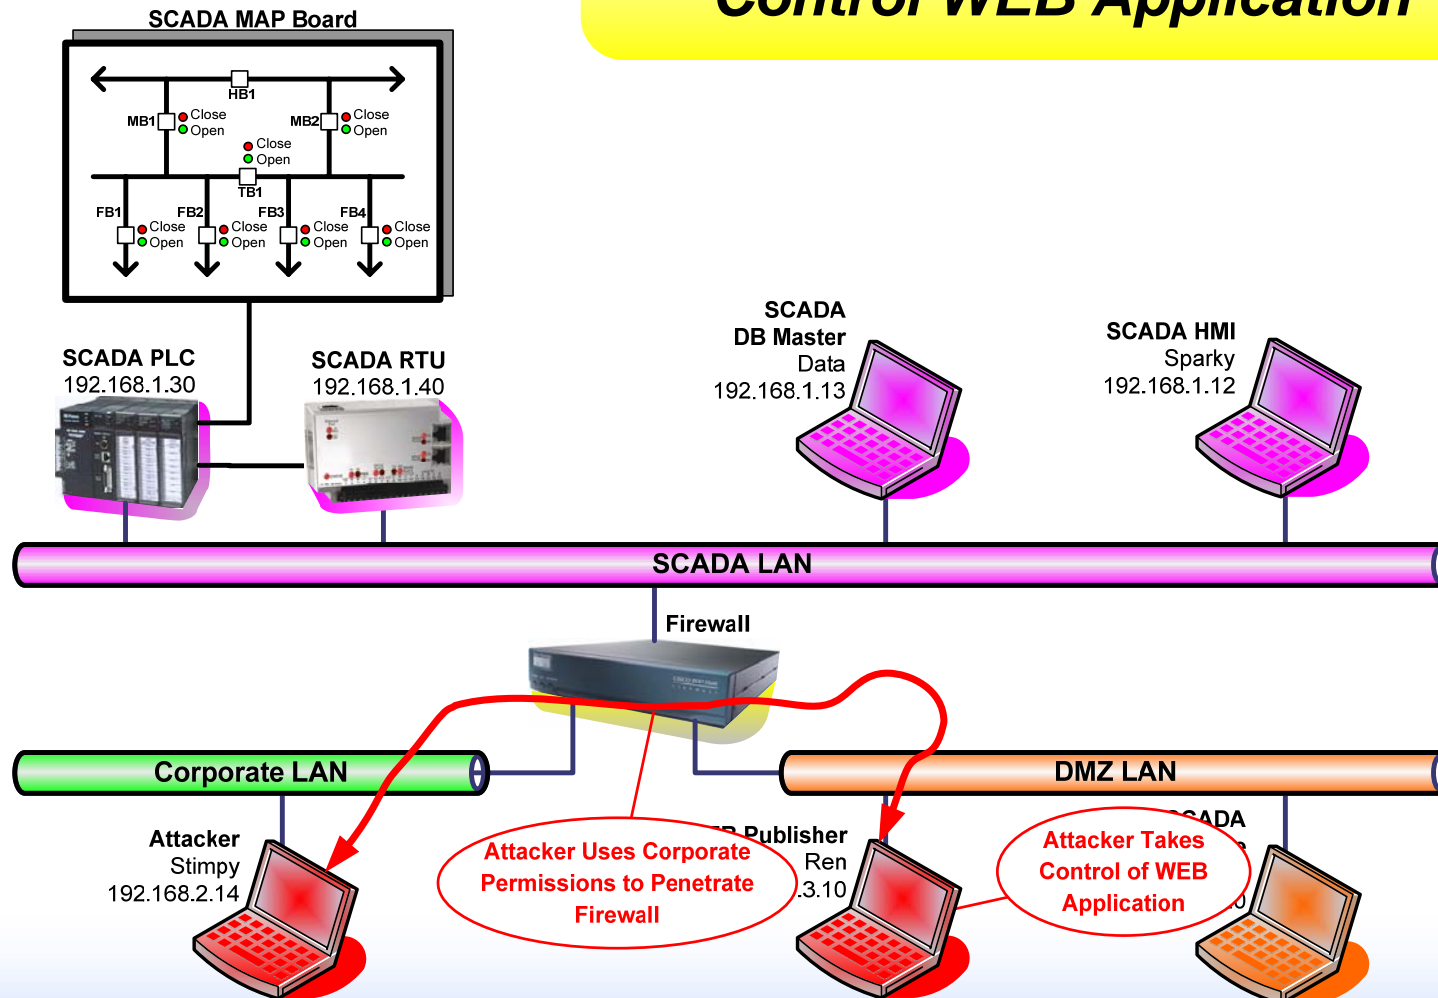 Control WEB Application
SCADA MAP Board
HB1
MB1
Close
Open
MB2
Close
Open
Close
Open
TB1
FB1
Close
Open
FB2
Close
Open
FB3
Close
Open
FB4
Close
Open
SCADA PLC
192.168.1.30
SCADA RTU
192.168.1.40
SCADA
DB Master
Data
192.168.1.13
SCADA HMI
Sparky
192.168.1.12
SCADA LAN
Firewall
Corporate LAN
DMZ LAN
Attacker
Stimpy
192.168.2.14
Attacker Uses Corporate
Permissions to Penetrate
Firewall
Publisher
Ren
.3.10
Attacker Takes
Control of WEB
Application